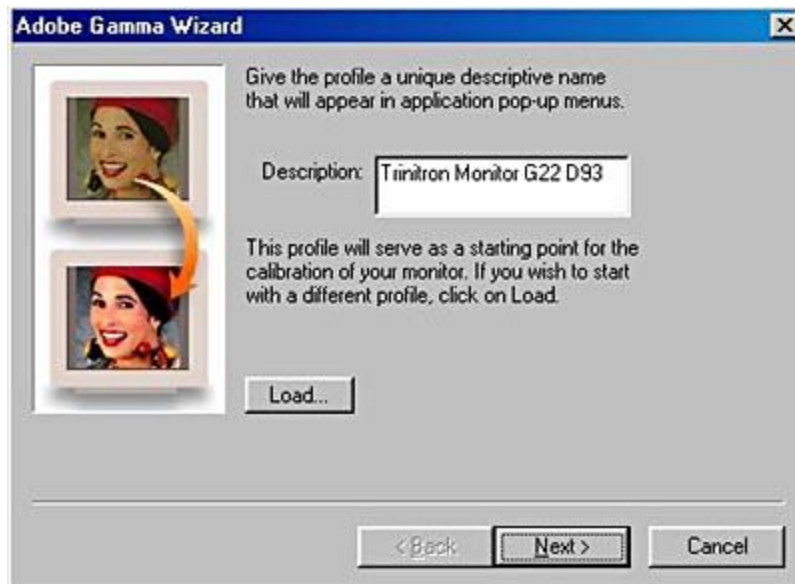 Adobe Gamma Wizard
Give the profile a unique descriptive name
that will appear in application pop-up menus.
Description:
Trinitron Monitor G22 D93
This profile will serve as a starting point for the
calibration of your monitor. If you wish to start
with a different profile, click on Load.
Load...
< Back
Next >
Cancel